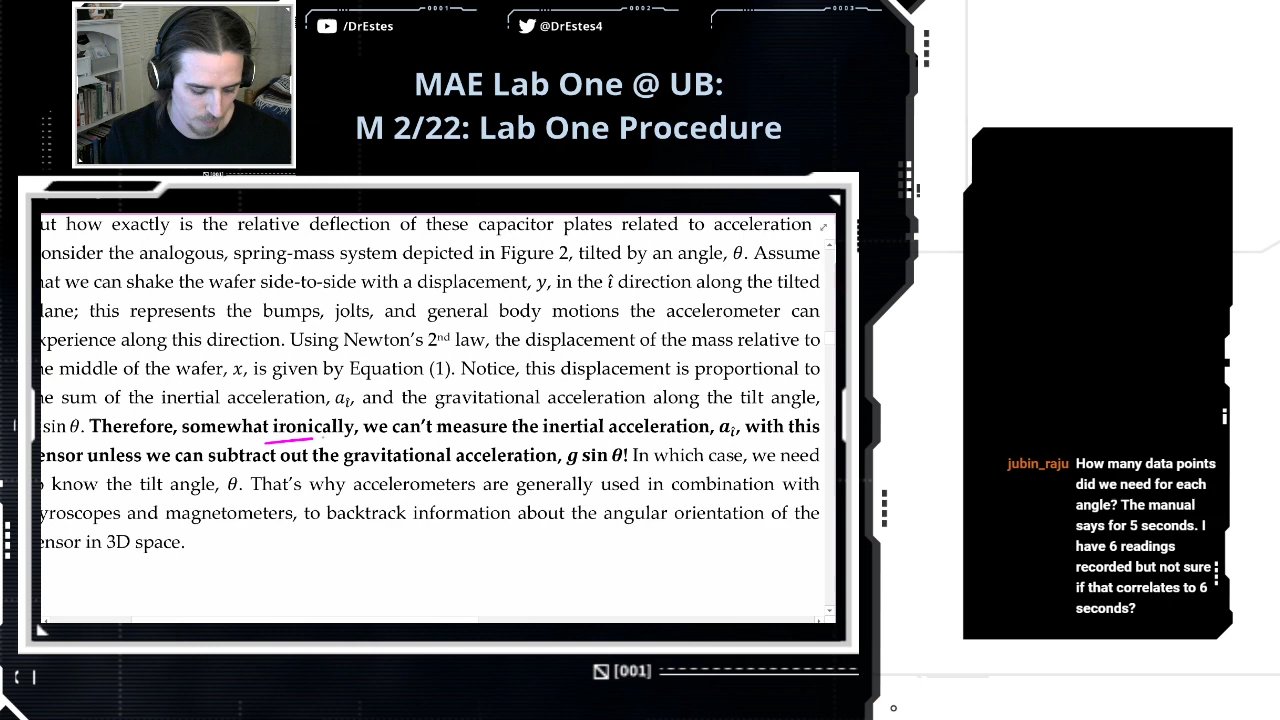 0001
0002
0003
/DrEstes
@DrEstes4
MAE Lab One @ UB:
M 2/22: Lab One Procedure
[001]
ut how exactly is the relative deflection of these capacitor plates related to acceleration
onsider the analogous, spring-mass system depicted in Figure 2, tilted by an angle, θ. Assume
at we can shake the wafer side-to-side with a displacement, y, in the î direction along the tilted
lane; this represents the bumps, jolts, and general body motions the accelerometer can
xperience along this direction. Using Newton's 2nd law, the displacement of the mass relative to
e middle of the wafer, x, is given by Equation (1). Notice, this displacement is proportional to
e sum of the inertial acceleration, aî, and the gravitational acceleration along the tilt angle,
sin θ. Therefore, somewhat ironically, we can't measure the inertial acceleration, aî, with this
ensor unless we can subtract out the gravitational acceleration, g sin θ! In which case, we need
o know the tilt angle, θ. That's why accelerometers are generally used in combination with
yroscopes and magnetometers, to backtrack information about the angular orientation of the
ensor in 3D space.
jubin_raju How many data points
did we need for each
angle? The manual
says for 5 seconds. I
have 6 readings
recorded but not sure
if that correlates to 6
seconds?
[001]